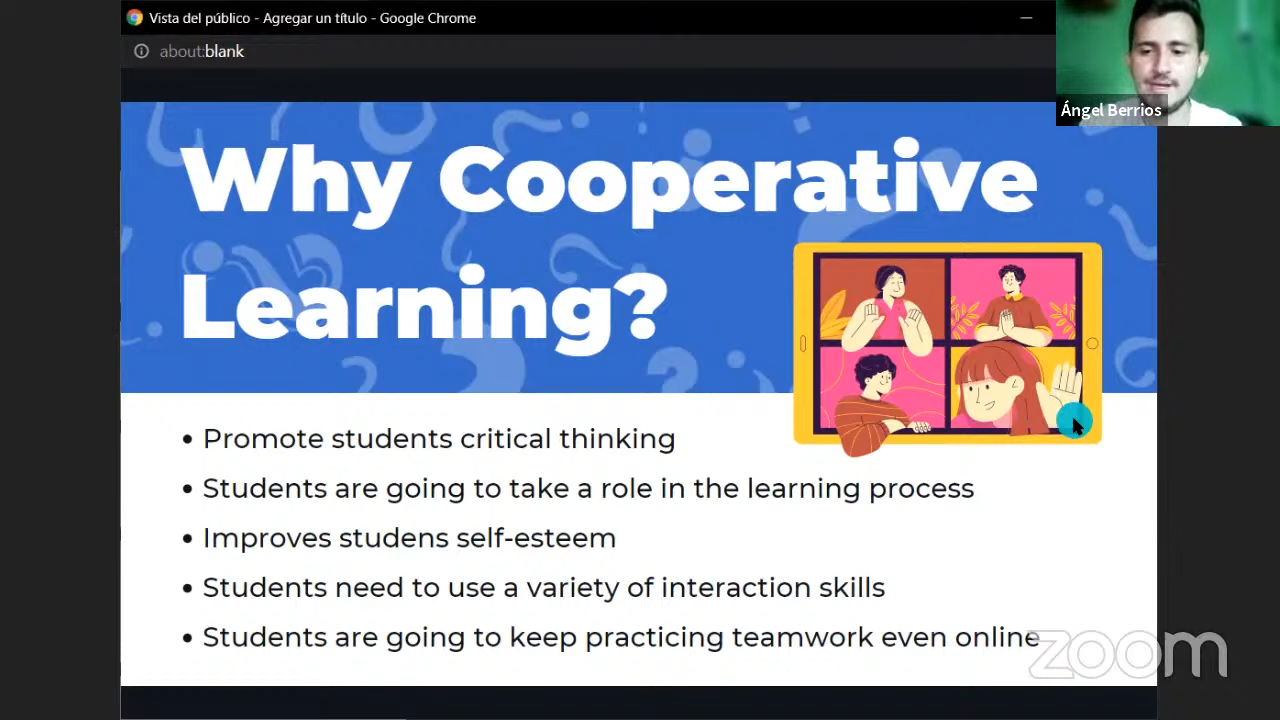 Vista del público - Agregar un título - Google Chrome
about:blank
Ángel Berrios
Why Cooperative
Learning?
• Promote students critical thinking
• Students are going to take a role in the learning process
• Improves studens self-esteem
• Students need to use a variety of interaction skills
• Students are going to keep practicing teamwork even online
zoom